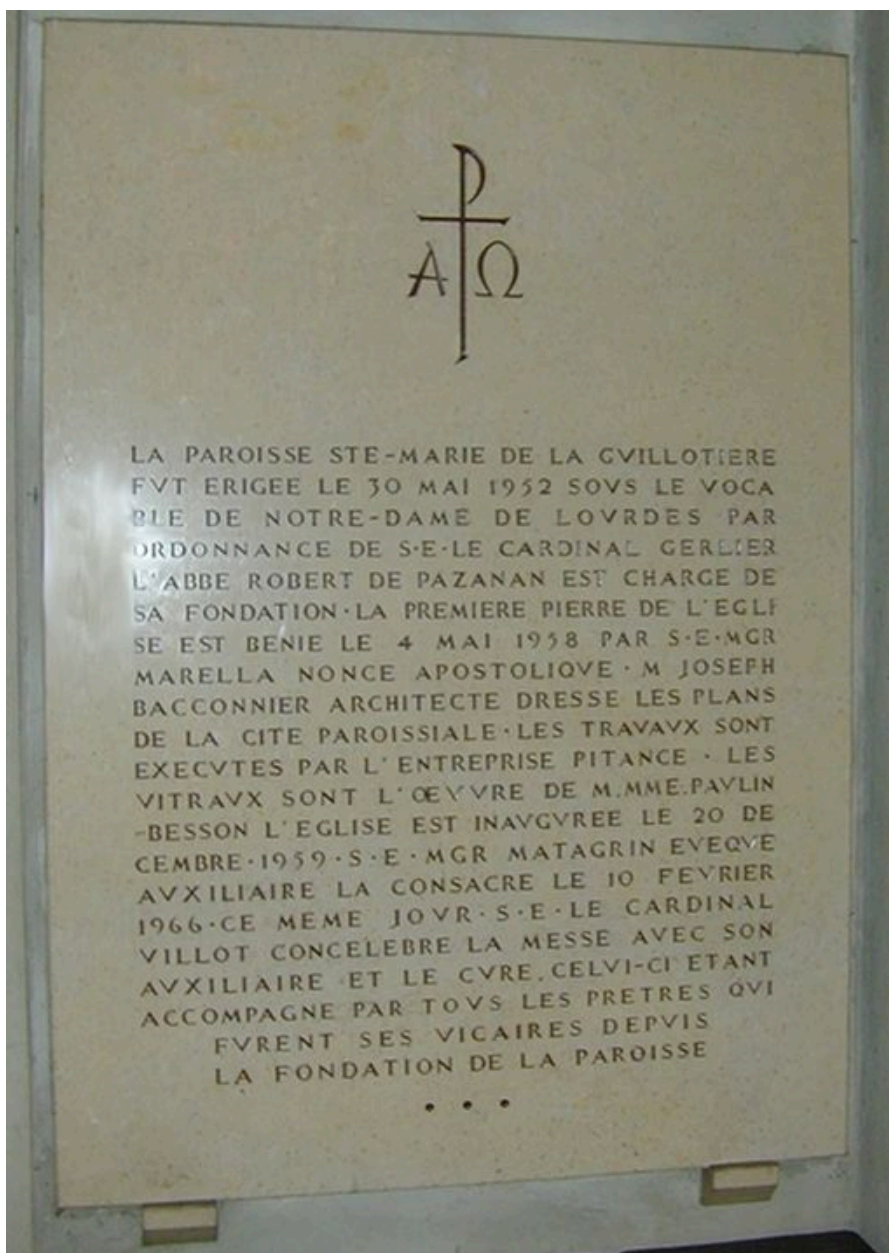 Α Ω
LA PAROISSE STE-MARIE DE LA GVILLOTIERE
FVT ERIGEE LE 30 MAI 1952 SOVS LE VOCA
BLE DE NOTRE-DAME DE LOVRDES PAR
ORDONNANCE DE S·E·LE CARDINAL GERLIER
L'ABBE ROBERT DE PAZANAN EST CHARGE DE
SA FONDATION·LA PREMIERE PIERRE DE L'EGLI
SE EST BENIE LE 4 MAI 1958 PAR S·E·MGR
MARELLA NONCE APOSTOLIQVE · M JOSEPH
BACCONNIER ARCHITECTE DRESSE LES PLANS
DE LA CITE PAROISSIALE·LES TRAVAVX SONT
EXECVTES PAR L'ENTREPRISE PITANCE · LES
VITRAVX SONT L'ŒVVRE DE M.MME.PAVLIN
-BESSON L'EGLISE EST INAVGVREE LE 20 DE
CEMBRE·1959·S·E·MGR MATAGRIN EVEQVE
AVXILIAIRE LA CONSACRE LE 10 FEVRIER
1966·CE MEME JOVR·S·E·LE CARDINAL
VILLOT CONCELEBRE LA MESSE AVEC SON
AVXILIAIRE ET LE CVRE.CELVI-CI ETANT
ACCOMPAGNE PAR TOVS LES PRETRES QVI
FVRENT SES VICAIRES DEPVIS
LA FONDATION DE LA PAROISSE
• • •